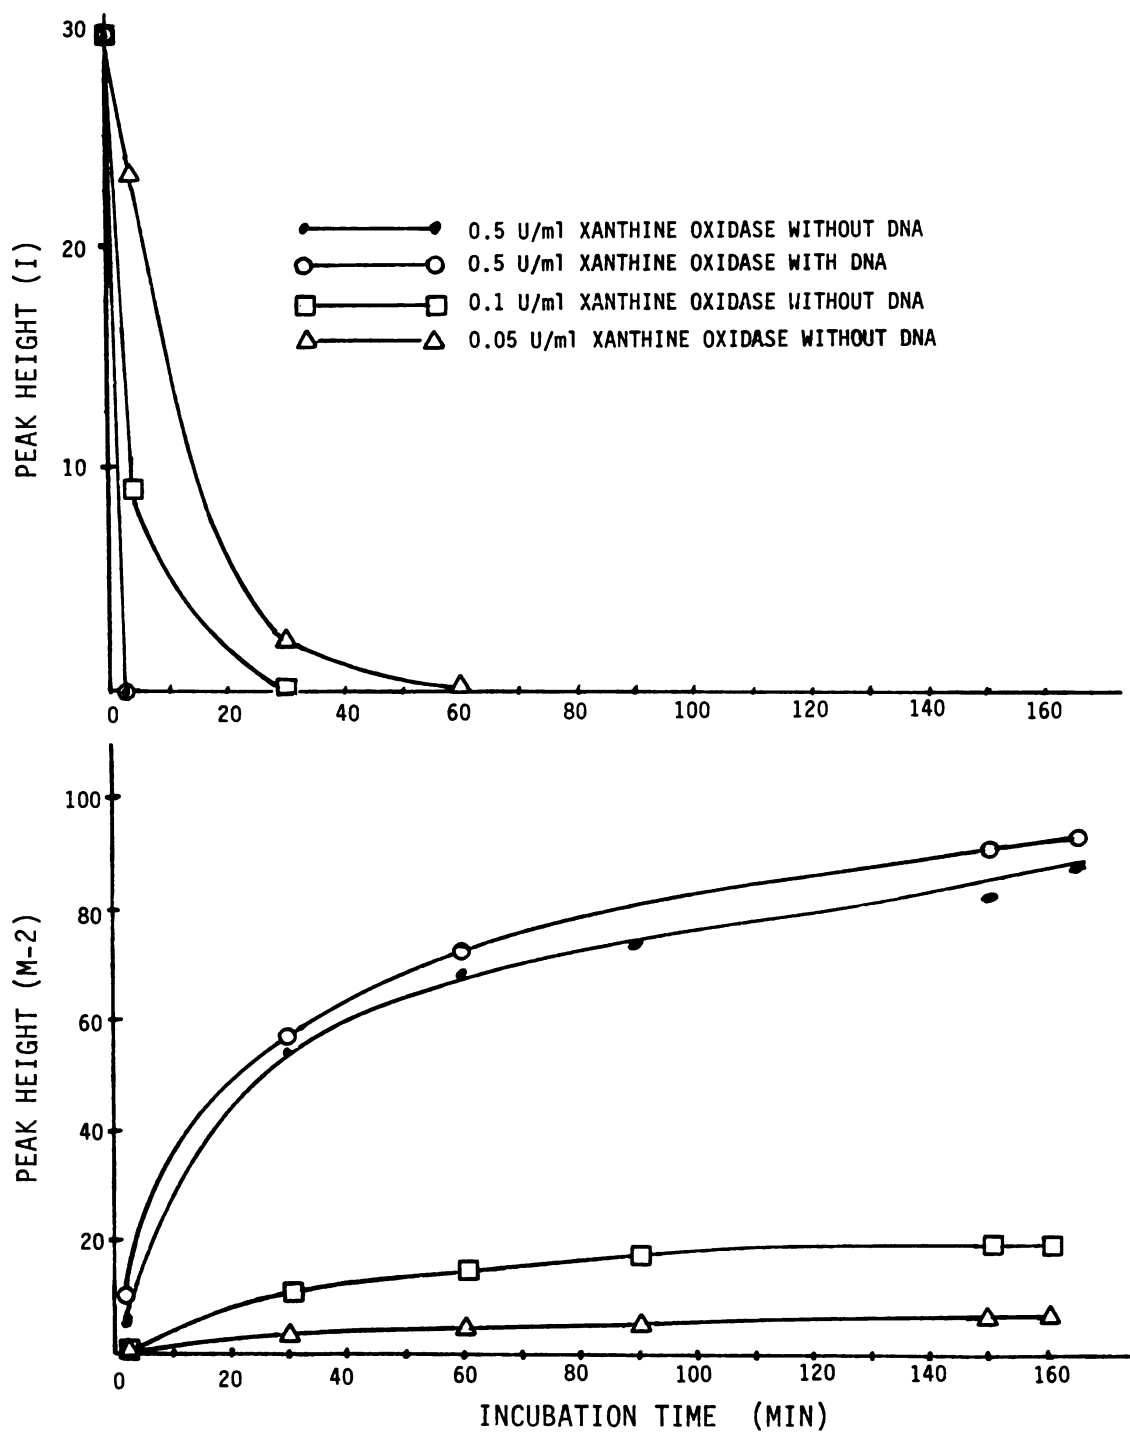 30
20
10
PEAK HEIGHT (I)
0.5 U/ml XANTHINE OXIDASE WITHOUT DNA
0.5 U/ml XANTHINE OXIDASE WITH DNA
0.1 U/ml XANTHINE OXIDASE WITHOUT DNA
0.05 U/ml XANTHINE OXIDASE WITHOUT DNA
0 20 40 60 80 100 120 140 160
100
80
60
40
20
PEAK HEIGHT (M-2)
0 20 40 60 80 100 120 140 160
INCUBATION TIME (MIN)